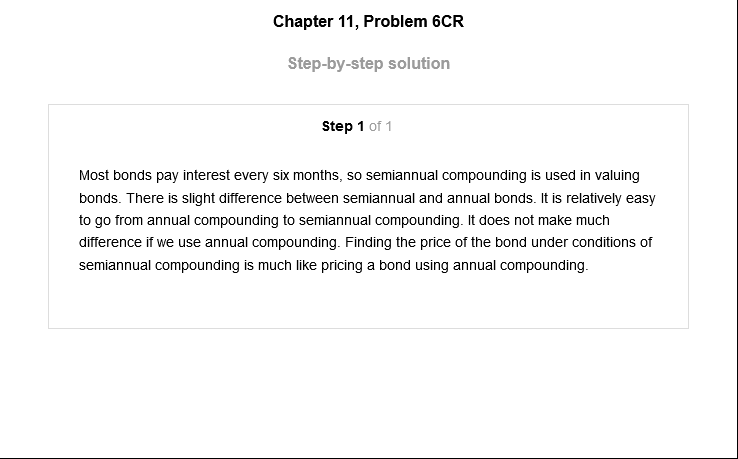 Chapter 11, Problem 6CR
Step-by-step solution
Step 1 of 1
Most bonds pay interest every six months, so semiannual compounding is used in valuing
bonds. There is slight difference between semiannual and annual bonds. It is relatively easy
to go from annual compounding to semiannual compounding. It does not make much
difference if we use annual compounding. Finding the price of the bond under conditions of
semiannual compounding is much like pricing a bond using annual compounding.